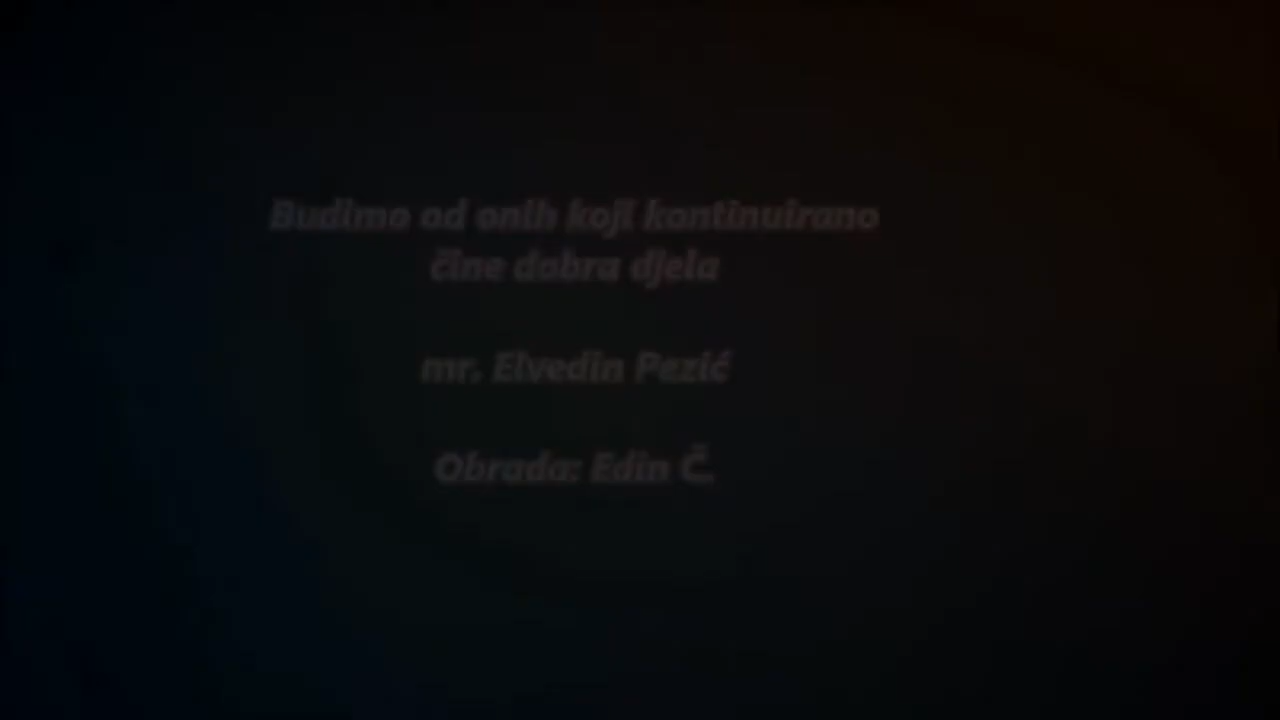 Budimo od onih koji kontinuirano
čine dobra djela
mr. Elvedin Pezić
Obrada: Edin Č.